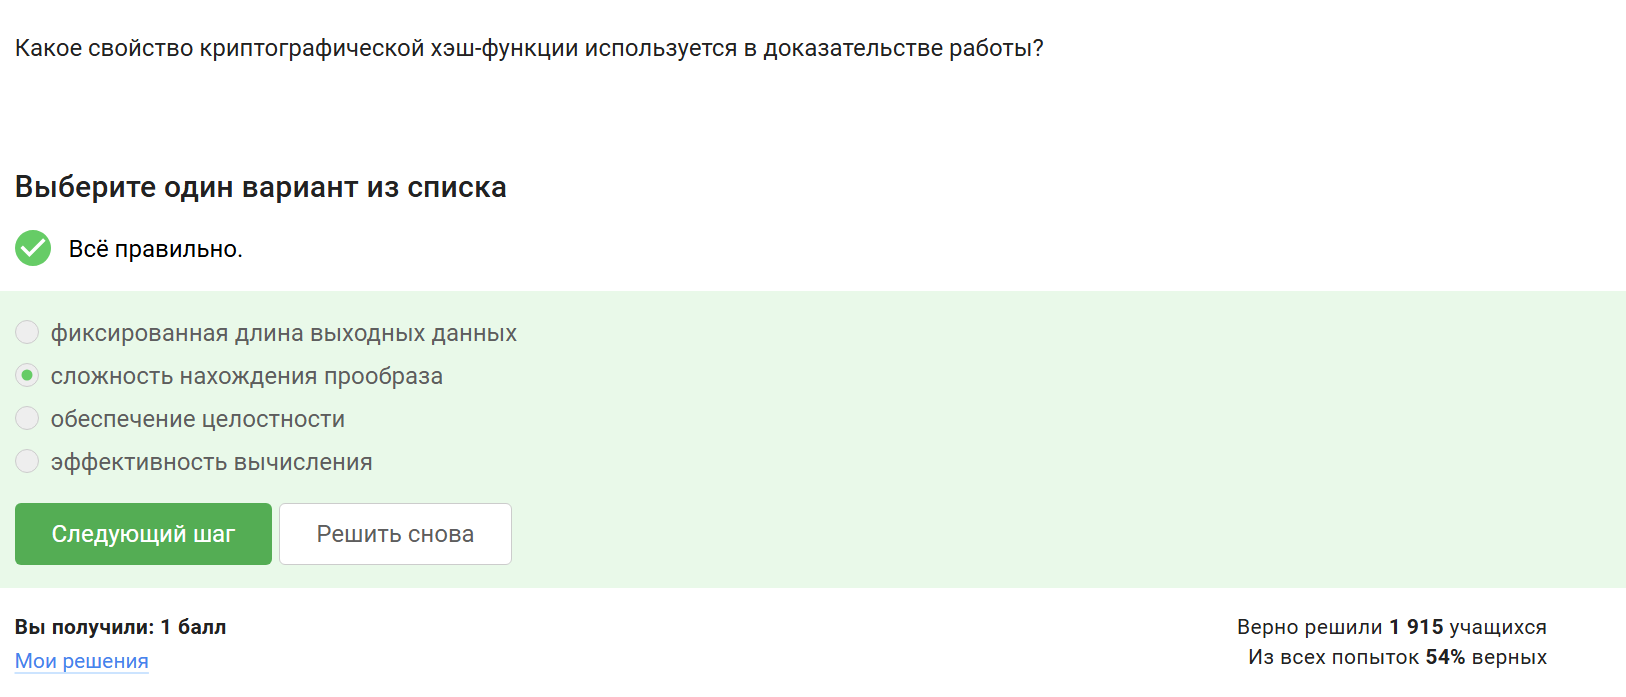 Какое свойство криптографической хэш-функции используется в доказательстве работы?
Выберите один вариант из списка
Всё правильно.
фиксированная длина выходных данных
сложность нахождения прообраза
обеспечение целостности
эффективность вычисления
Следующий шаг
Решить снова
Вы получили: 1 балл
Мои решения
Верно решили 1 915 учащихся
Из всех попыток 54% верных